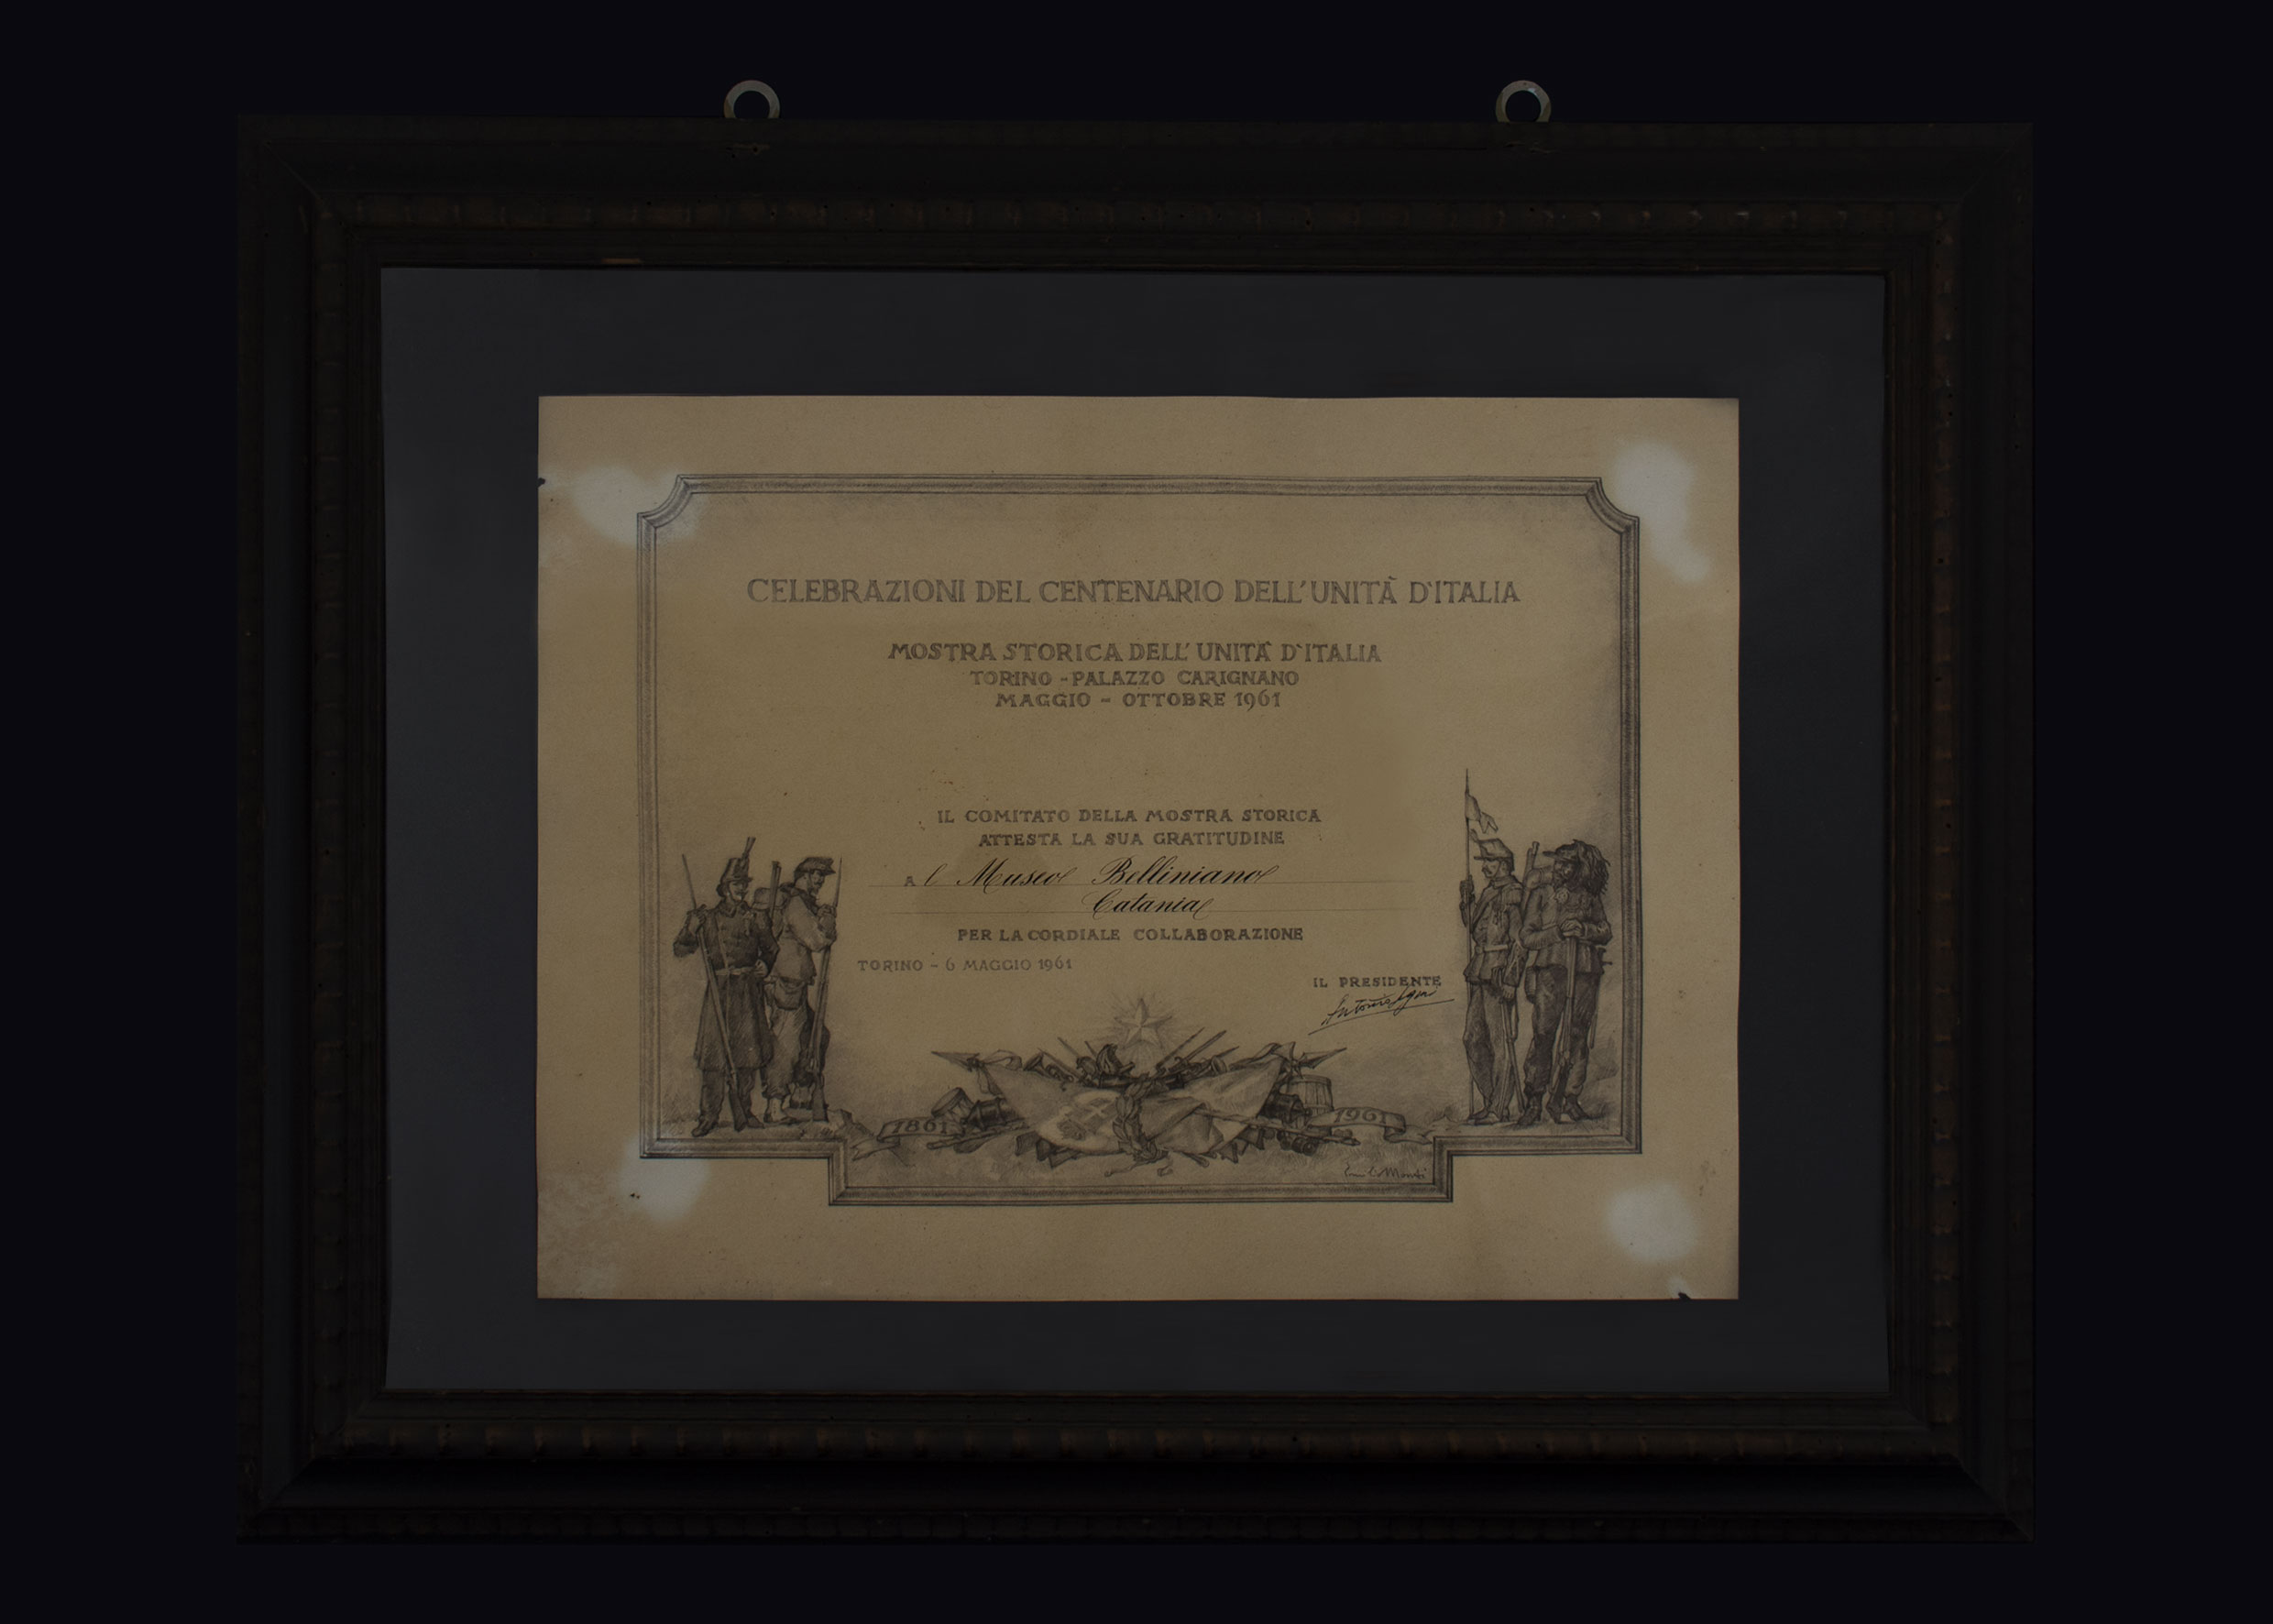 CELEBRAZIONI DEL CENTENARIO DELL'UNITÀ D'ITALIA
MOSTRA STORICA DELL'UNITÀ D'ITALIA
TORINO - PALAZZO CARIGNANO
MAGGIO - OTTOBRE 1961
IL COMITATO DELLA MOSTRA STORICA
ATTESTA LA SUA GRATITUDINE
Al Museo Belliniano
Catania
PER LA CORDIALE COLLABORAZIONE
TORINO - 6 MAGGIO 1961
IL PRESIDENTE
Antonio
1861
1961